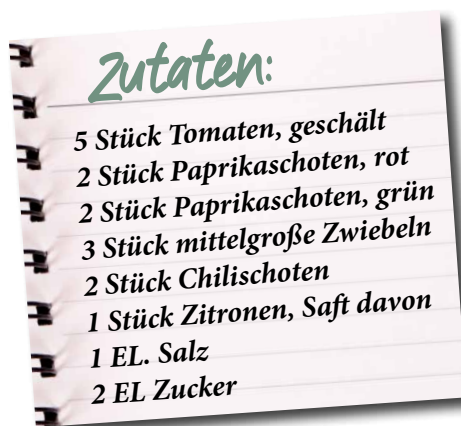 Zutaten:
5 Stück Tomaten, geschält
2 Stück Paprikaschoten, rot
2 Stück Paprikaschoten, grün
3 Stück mittelgroße Zwiebeln
2 Stück Chilischoten
1 Stück Zitronen, Saft davon
1 EL. Salz
2 EL Zucker